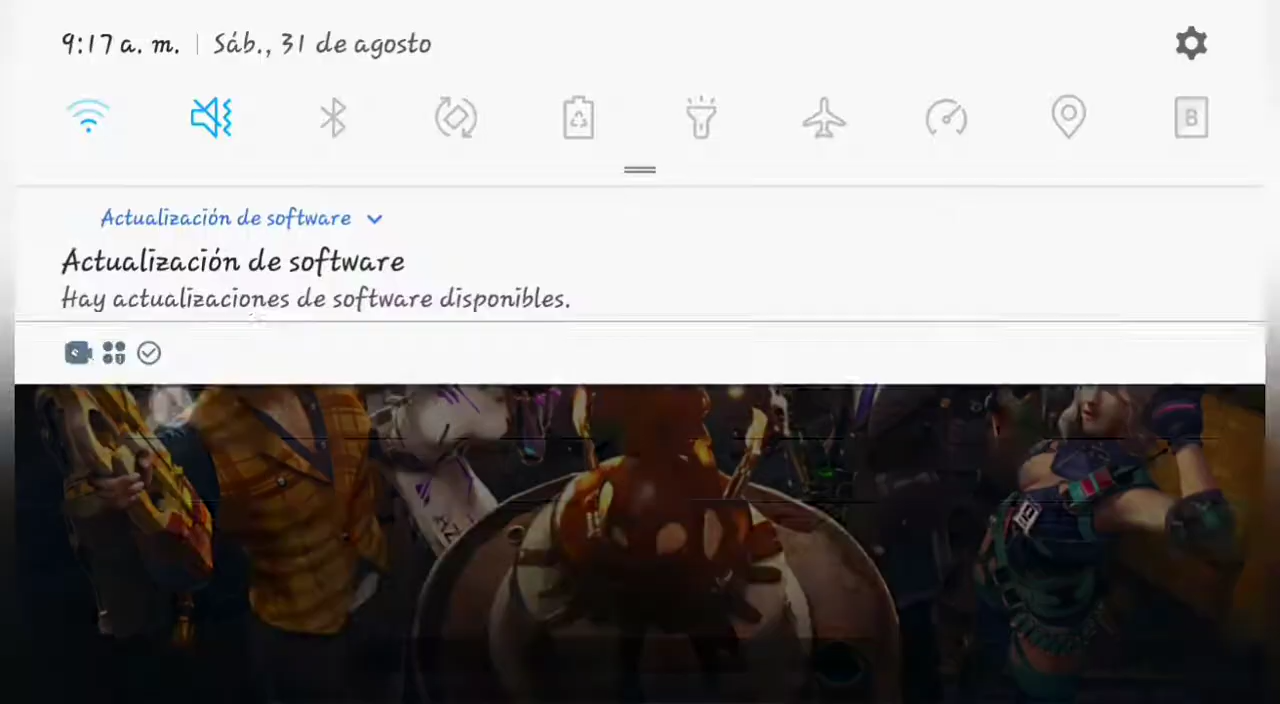 9:17 a. m. | Sáb., 31 de agosto
B
Actualización de software
Actualización de software
Hay actualizaciones de software disponibles.